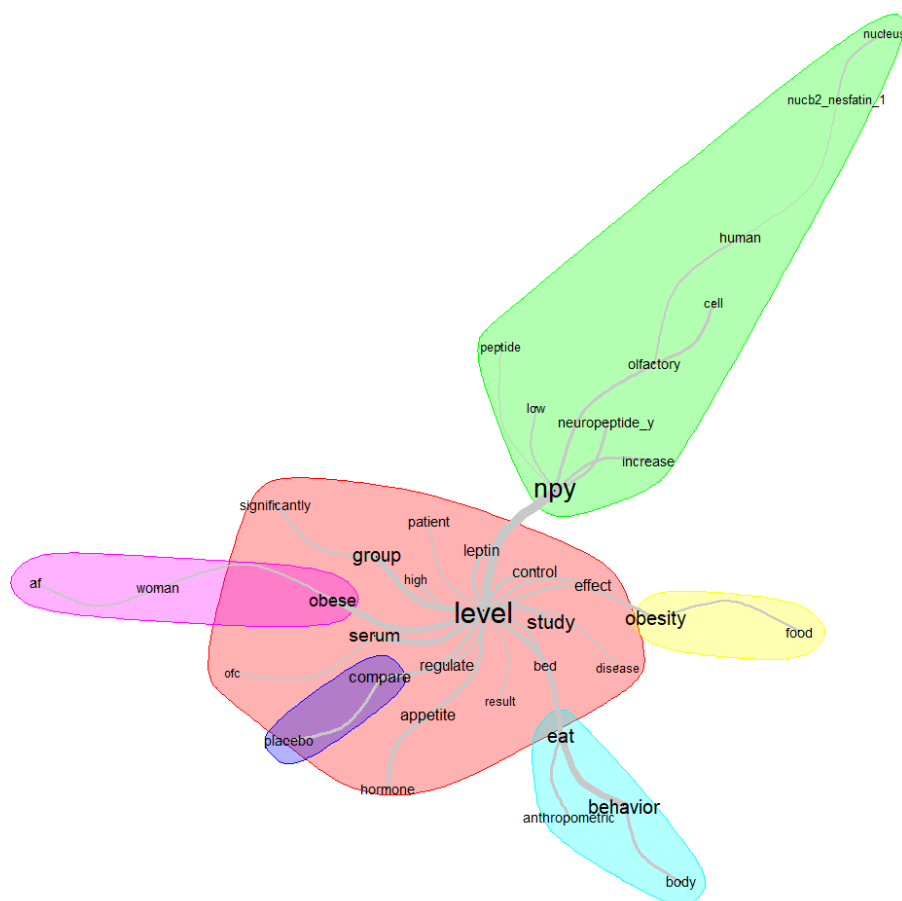 nucleus
nucb2_nesfatin_1
human
cell
peptide
olfactory
low
neuropeptide_y
increase
npy
significantly
patient
leptin
group
high
control
effect
af
woman
obese
level
study
obesity
food
serum
ofc
compare
regulate
bed
disease
result
appetite
placebo
eat
hormone
anthropometric
behavior
body